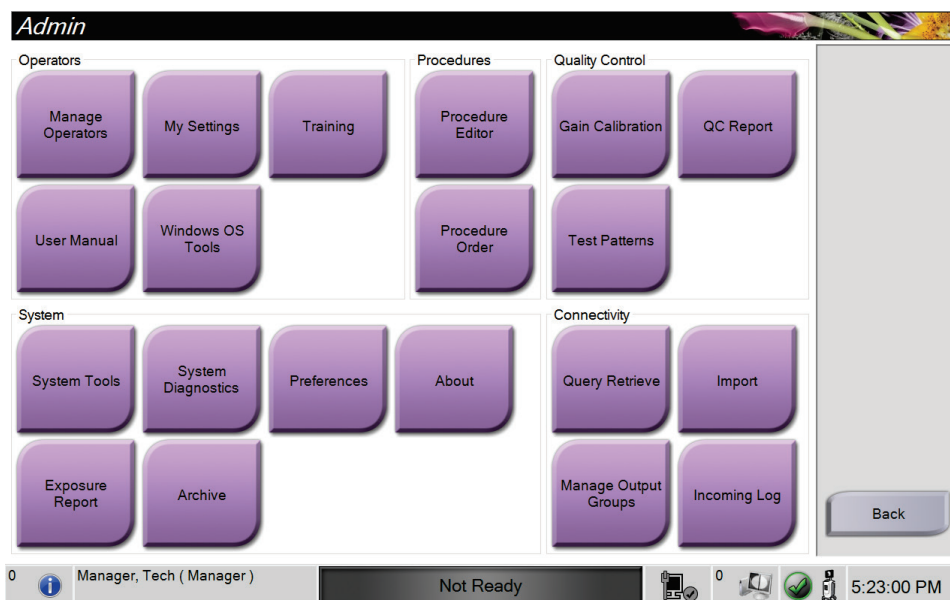 Admin
Operators
Manage
Operators
My Settings
Training
User Manual
Windows OS
Tools
Procedures
Procedure
Editor
Procedure
Order
Quality Control
Gain Calibration
QC Report
Test Patterns
System
System Tools
System
Diagnostics
Preferences
About
Exposure
Report
Archive
Connectivity
Query Retrieve
Import
Manage Output
Groups
Incoming Log
Back
0
Manager, Tech ( Manager )
Not Ready
0
5:23:00 PM